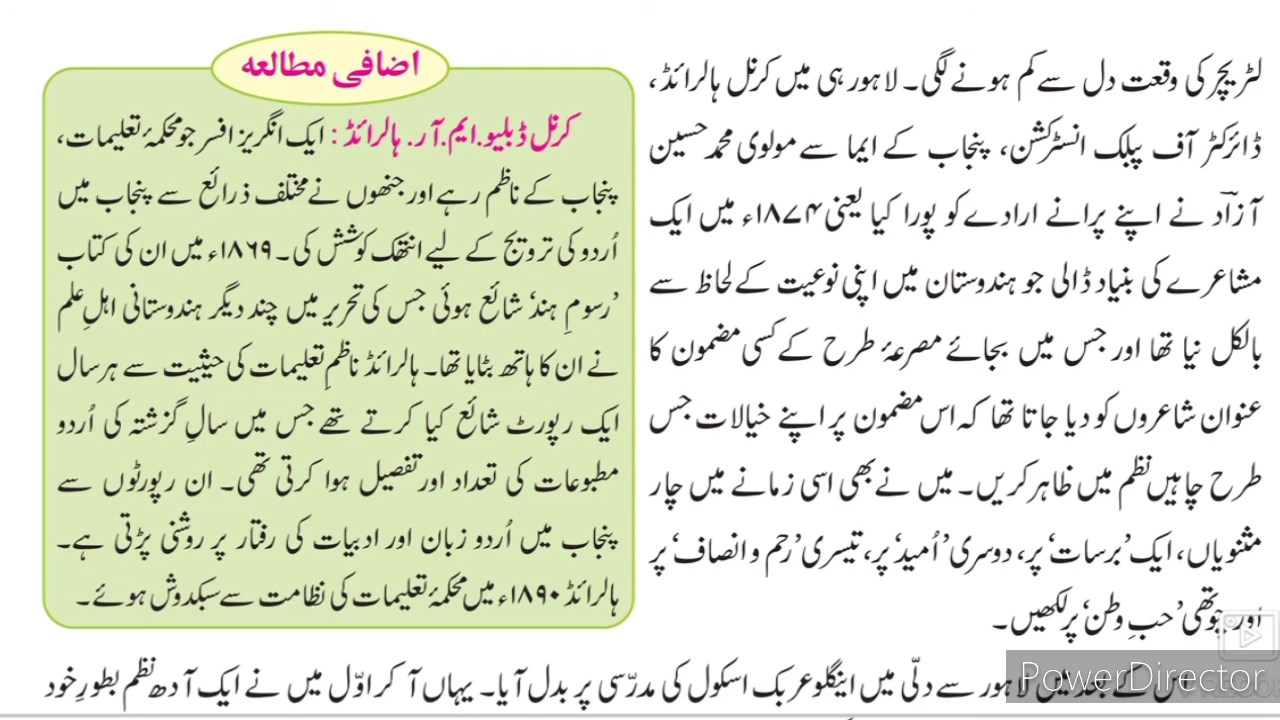 لٹریچر کی وقعت دل سے کم ہونے لگی۔ لاہور ہی میں کرنل ہالرائڈ،
ڈائرکٹر آف پبلک انسٹرکشن، پنجاب کے ایما سے مولوی محمد حسین
آزادؔ نے اپنے پرانے ارادے کو پورا کیا یعنی ۱۸۷۴ء میں ایک
مشاعرے کی بنیاد ڈالی جو ہندوستان میں اپنی نوعیت کے لحاظ سے
بالکل نیا تھا اور جس میں بجائے مصرعۂ طرح کے کسی مضمون کا
عنوان شاعروں کو دیا جاتا تھا کہ اس مضمون پر اپنے خیالات جس
طرح چاہیں نظم میں ظاہر کریں۔ میں نے بھی اسی زمانے میں چار
مثنویاں، ایک ’برسات‘ پر، دوسری ’اُمید‘ پر، تیسری ’رحم و انصاف‘ پر
اور چوتھی ’حبِ وطن‘ پر لکھیں۔
اضافی مطالعہ
کرنل ڈبلیو.ایم.آر. ہالرائڈ : ایک انگریز افسر جو محکمۂ تعلیمات،
پنجاب کے ناظم رہے اور جنھوں نے مختلف ذرائع سے پنجاب میں
اُردو کی ترویج کے لیے انتھک کوشش کی۔ ۱۸۶۹ء میں ان کی کتاب
’رسومِ ہند‘ شائع ہوئی جس کی تحریر میں چند دیگر ہندوستانی اہلِ علم
نے ان کا ہاتھ بٹایا تھا۔ ہالرائڈ ناظمِ تعلیمات کی حیثیت سے ہر سال
ایک رپورٹ شائع کیا کرتے تھے جس میں سالِ گزشتہ کی اُردو
مطبوعات کی تعداد اور تفصیل ہوا کرتی تھی۔ ان رپورٹوں سے
پنجاب میں اُردو زبان اور ادبیات کی رفتار پر روشنی پڑتی ہے۔
ہالرائڈ ۱۸۹۰ء میں محکمۂ تعلیمات کی نظامت سے سبکدوش ہوئے۔
اس کے بعد میں لاہور سے دلّی میں اینگلو عربک اسکول کی مدرّسی پر بدل آیا۔ یہاں آ کر اوّل میں نے ایک آدھ نظم بطورِ خود
PowerDirector